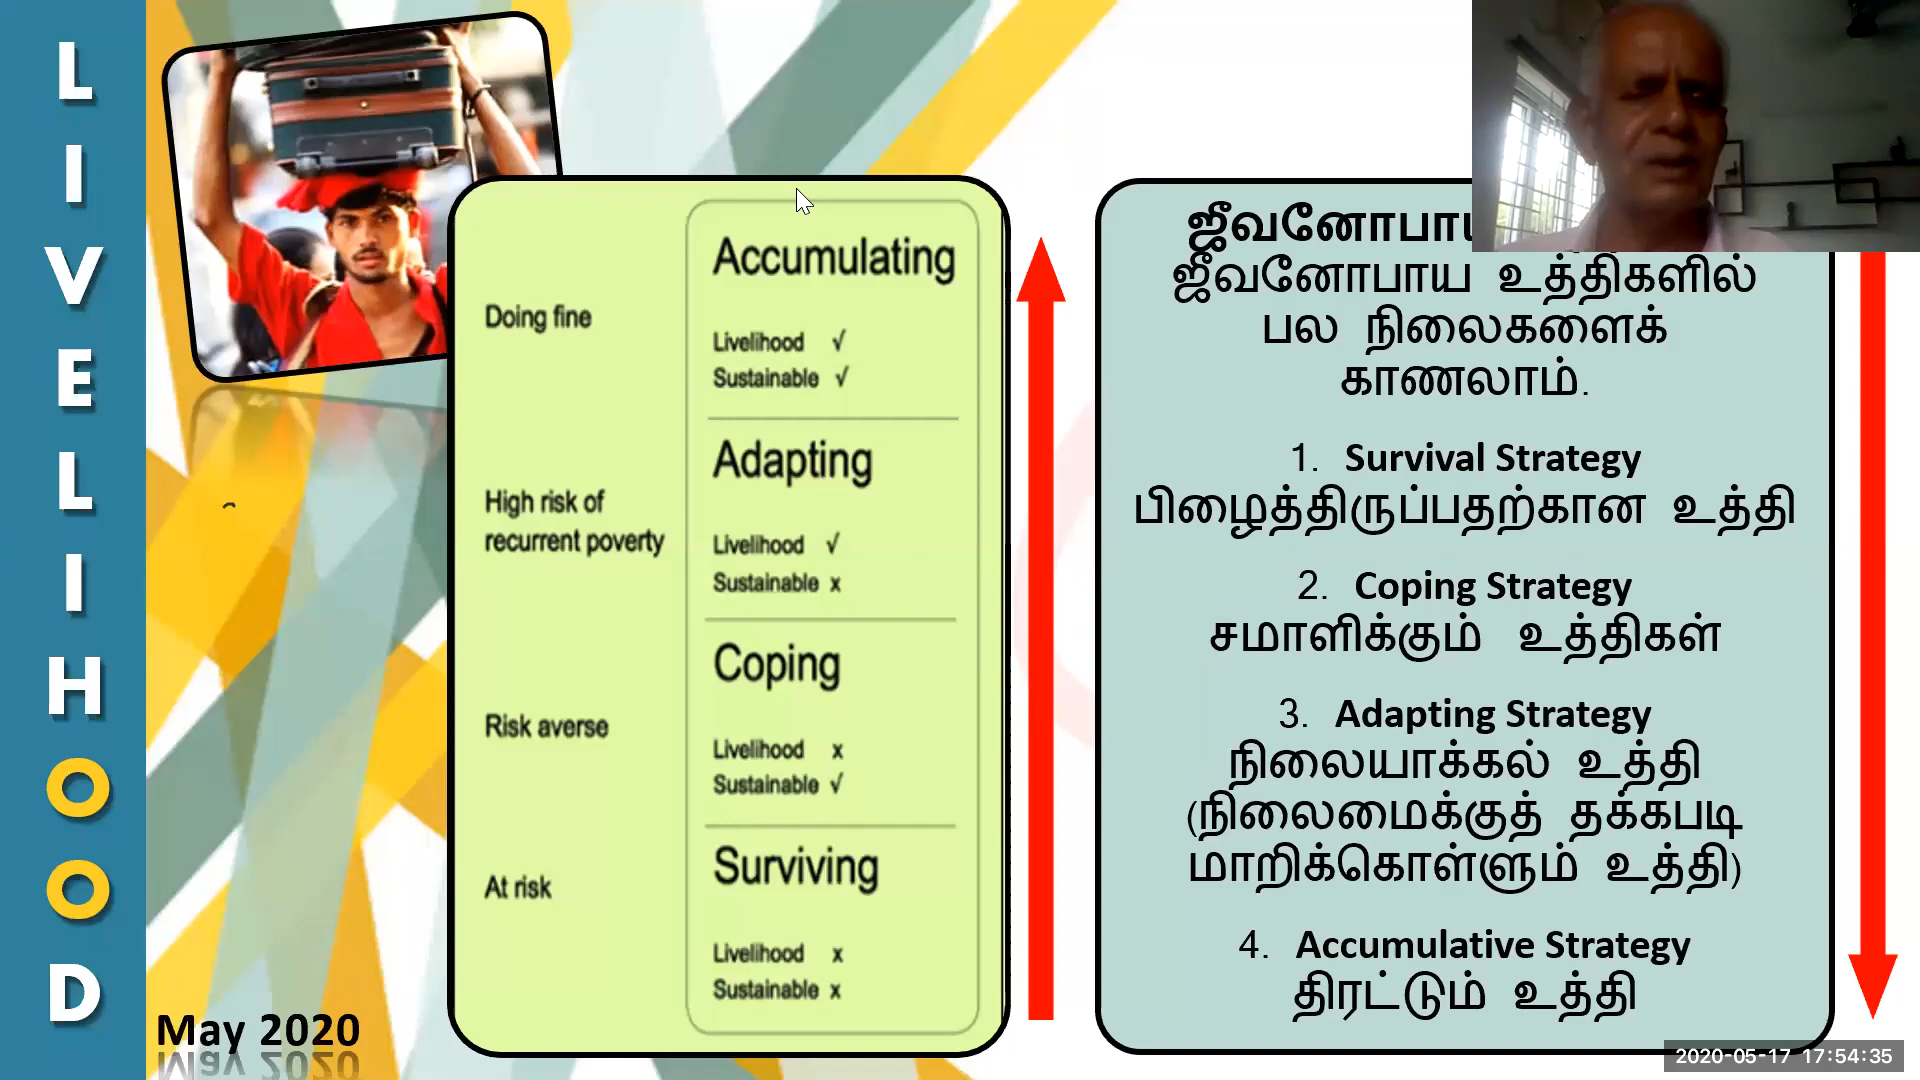 LIVELIHOOD
May 2020
Doing fine
Accumulating
Livelihood √
Sustainable √
High risk of
recurrent poverty
Adapting
Livelihood √
Sustainable x
Risk averse
Coping
Livelihood x
Sustainable √
At risk
Surviving
Livelihood x
Sustainable x
ஜீவனோபாய உத்திகளில்
பல நிலைகளைக்
காணலாம்.
1. Survival Strategy
பிழைத்திருப்பதற்கான உத்தி
2. Coping Strategy
சமாளிக்கும் உத்திகள்
3. Adapting Strategy
நிலையாக்கல் உத்தி
(நிலைமைக்குத் தக்கபடி
மாறிக்கொள்ளும் உத்தி)
4. Accumulative Strategy
திரட்டும் உத்தி
2020-05-17 17:54:35